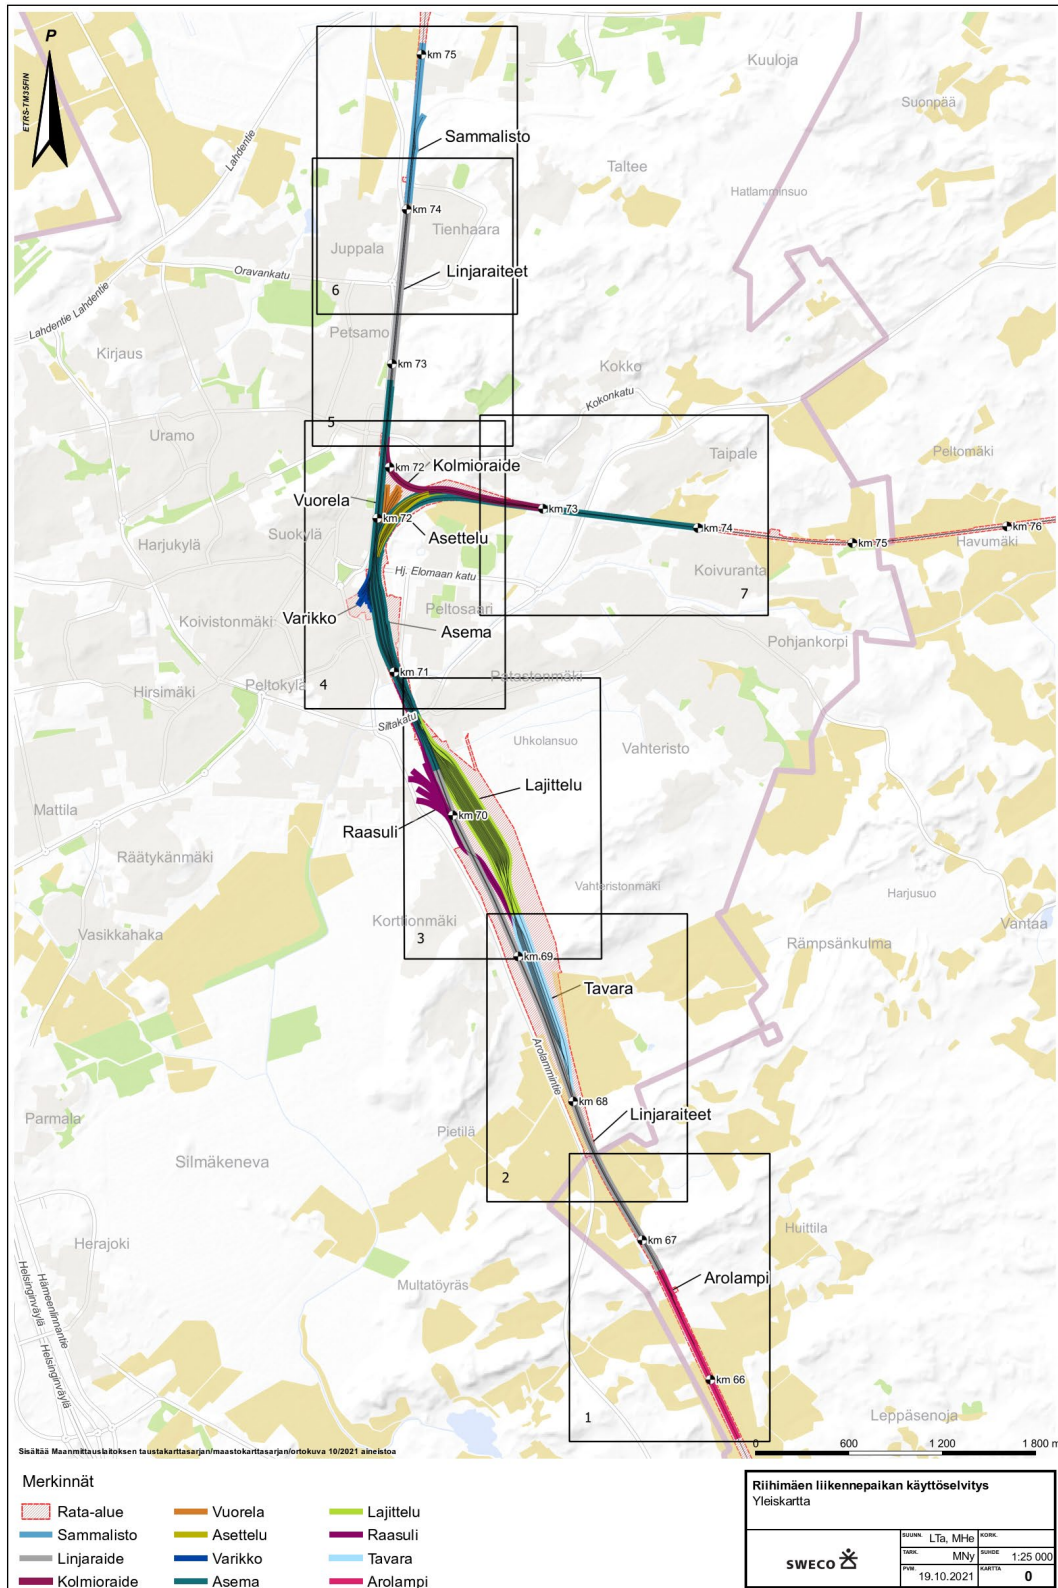 P
ETRS-TM35FIN
km 75
Kuuloja
Suonpää
Lahdentie
Sammalisto
Taltee
Hatlamminsuo
km 74
Tienhaara
Juppala
Oravankatu
Linjaraiteet
6
Lahdentie Lahdentie
Petsamo
Kirjaus
km 73
Kokko
Kokonkatu
5
Uramo
Taipale
Peltomäki
km 72
Kolmioraide
Vuorela
km 73
km 72
km 74
km 76
Suokylä
Asettelu
km 75
Havumäki
Harjukylä
Hj. Elomaan katu
Koivuranta
7
Peltosaari
Varikko
Koivistonmäki
Asema
Pohjankorpi
km 71
Patastenmäki
Peltokylä
4
Hirsimäki
Siltakatu
Uhkolansuo
Vahteristo
Lajittelu
Mattila
km 70
Raasuli
Räätykänmäki
Vahteristonmäki
Harjusuo
Korttionmäki
Vantaa
Vasikkahaka
3
Rämpsänkulma
km 69
Tavara
Arolammintie
km 68
Linjaraiteet
Parmala
Pietilä
Silmäkeneva
2
Huittila
Herajoki
km 67
Arolampi
Multatöyräs
Helsinginväylä
Hämeenlinnantie
Helsinginväylä
Helsinginväylä
km 66
1
Leppäsenoja
Sisältää Maanmittauslaitoksen taustakarttasarjan/maastokarttasarjan/ortokuva 10/2021 aineistoa
0 600 1 200 1 800 m
Merkinnät
Rata-alue
Sammalisto
Linjaraide
Kolmioraide
Vuorela
Asettelu
Varikko
Asema
Lajittelu
Raasuli
Tavara
Arolampi
Riihimäen liikennepaikan käyttöselvitys
Yleiskartta
SWECO
SUUNN. LTa, MHe KORK.
TARK. MNy SUHDE 1:25 000
PVM. 19.10.2021 KARTTA 0